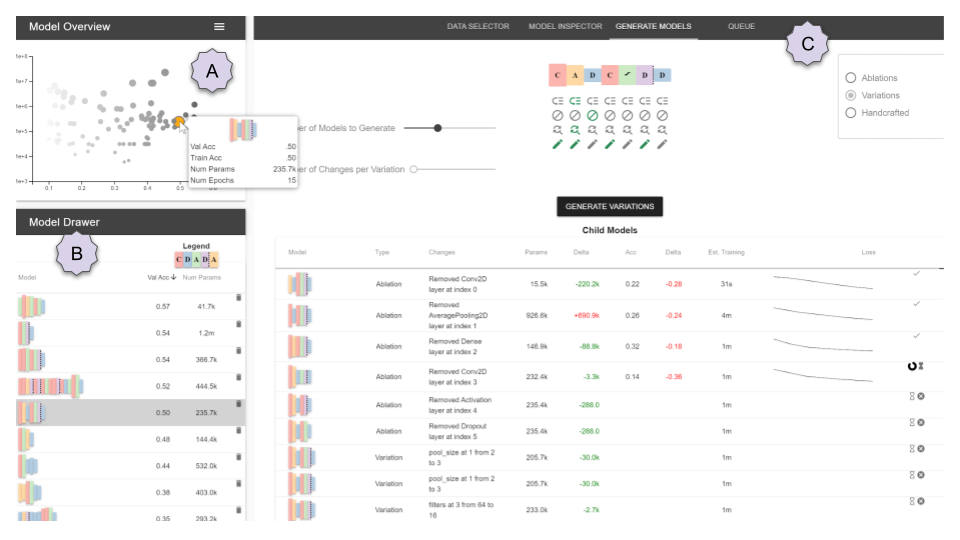 Model Overview
DATA SELECTOR MODEL INSPECTOR GENERATE MODELS QUEUE
A
C
1e+8
1e+7
1e+6
1e+5
1e+4
1e+3
0.1 0.2 0.3 0.4 0.5
Val Acc .50
Train Acc .50
Num Params 235.7k
Num Epochs 15
er of Models to Generate
er of Changes per Variation
C A D C D D
Ablations
Variations
Handcrafted
GENERATE VARIATIONS
Model Drawer
B
Legend
C D A D A
Model Val Acc Num Params
0.57 41.7k
0.54 1.2m
0.54 366.7k
0.52 444.5k
0.50 235.7k
0.48 144.4k
0.44 532.0k
0.38 403.0k
0.35 293.2k
Child Models
Model Type Changes Params Delta Acc Delta Est. Training Loss
Ablation Removed Conv2D layer at index 0 15.5k -220.2k 0.22 -0.28 31s
Ablation Removed AveragePooling2D layer at index 1 926.6k +690.9k 0.26 -0.24 4m
Ablation Removed Dense layer at index 2 146.9k -88.8k 0.32 -0.18 1m
Ablation Removed Conv2D layer at index 3 232.4k -3.3k 0.14 -0.36 1m
Ablation Removed Activation layer at index 4 235.4k -288.0 1m
Ablation Removed Dropout layer at index 5 235.4k -288.0 1m
Variation pool_size at 1 from 2 to 3 205.7k -30.0k 1m
Variation pool_size at 1 from 2 to 3 205.7k -30.0k 1m
Variation filters at 3 from 64 to 16 233.0k -2.7k 1m